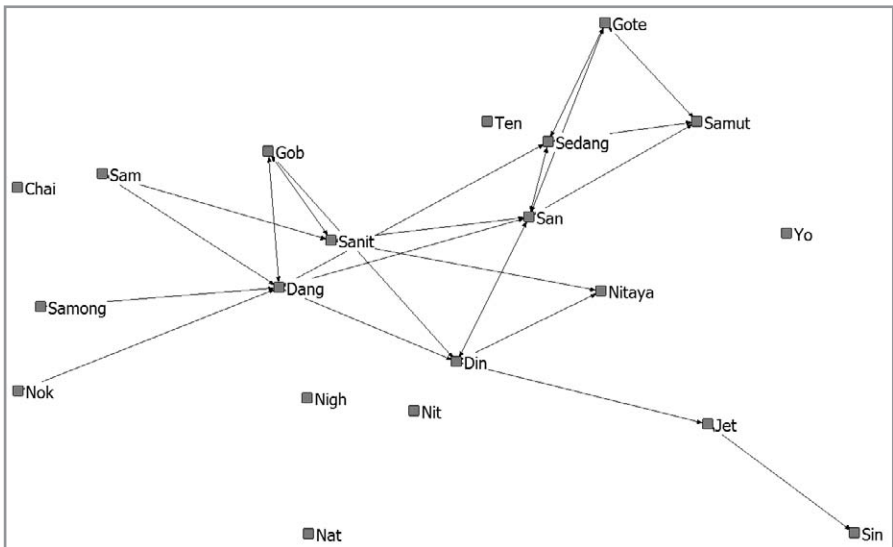 Gote
Ten
Samut
Sedang
Gob
Sam
Chai
San
Sanit
Yo
Dang
Nitaya
Samong
Din
Nok
Nigh
Nit
Jet
Nat
Sin